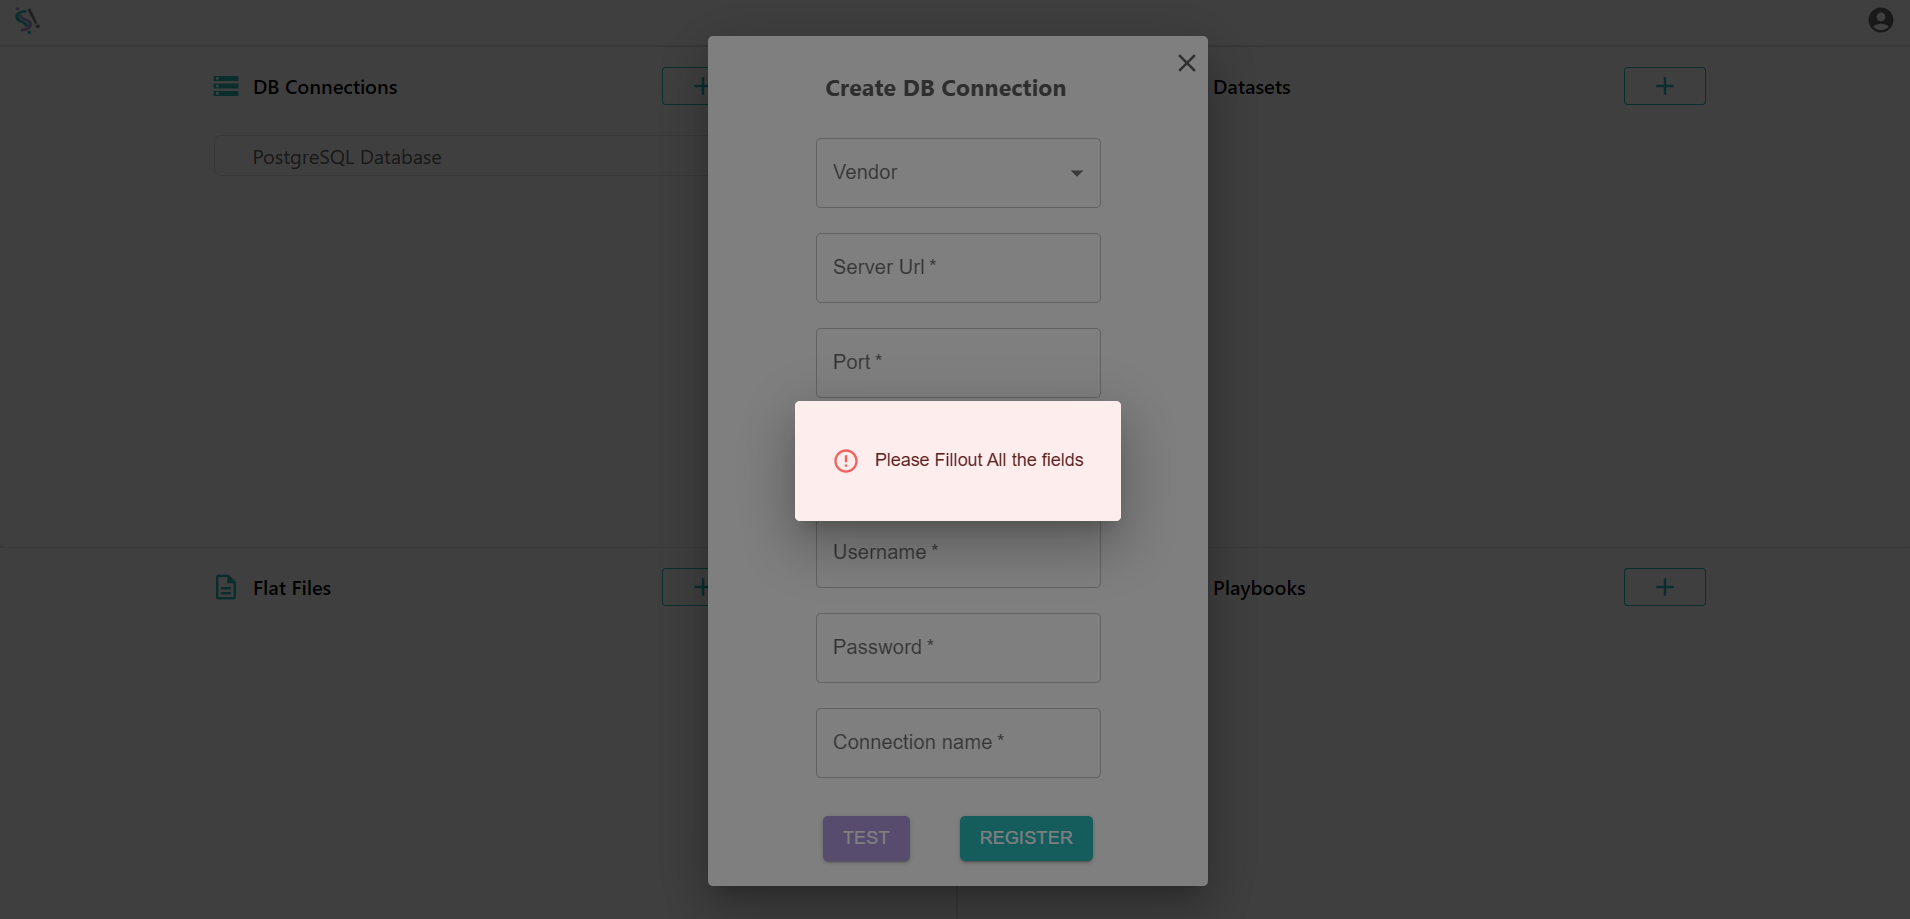 DB Connections
PostgreSQL Database
Datasets
Create DB Connection
Vendor
Server Url *
Port *
Please Fillout All the fields
Username *
Password *
Connection name *
TEST
REGISTER
Flat Files
Playbooks